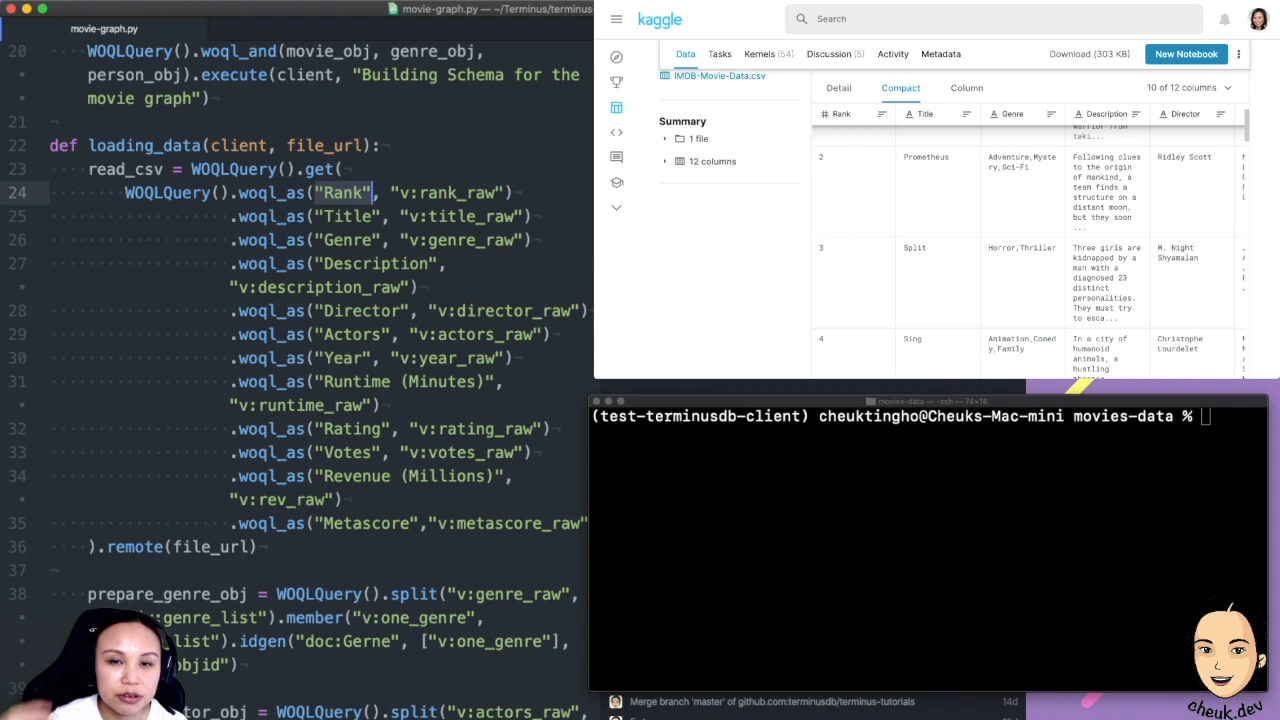 movie-graph.py — ~/Terminus/terminus-
movie-graph.py
20 WOQLQuery().woql_and(movie_obj, genre_obj,
person_obj).execute(client, "Building Schema for the
movie graph")
21
22 def loading_data(client, file_url):
23 read_csv = WOQLQuery().get(
24 WOQLQuery().woql_as("Rank", "v:rank_raw")
25 .woql_as("Title", "v:title_raw")
26 .woql_as("Genre", "v:genre_raw")
27 .woql_as("Description",
"v:description_raw")
28 .woql_as("Director", "v:director_raw")
29 .woql_as("Actors", "v:actors_raw")
30 .woql_as("Year", "v:year_raw")
31 .woql_as("Runtime (Minutes)",
"v:runtime_raw")
32 .woql_as("Rating", "v:rating_raw")
33 .woql_as("Votes", "v:votes_raw")
34 .woql_as("Revenue (Millions)",
"v:rev_raw")
35 .woql_as("Metascore","v:metascore_raw"
36 ).remote(file_url)
37
38 prepare_genre_obj = WOQLQuery().split("v:genre_raw",
list").member("v:one_genre",
list").idgen("doc:Gerne", ["v:one_genre"],
objid")
39
tor_obj = WOQLQuery().split("v:actors_raw",
kaggle
Search
Data Tasks Kernels (54) Discussion (5) Activity Metadata Download (303 KB) New Notebook
IMDB-Movie-Data.csv
Summary
1 file
12 columns
Detail Compact Column 10 of 12 columns
# Rank A Title A Genre A Description A Director
warrior from
taki...
2 Prometheus Adventure,Myste
ry,Sci-Fi Following clues
to the origin
of mankind, a
team finds a
structure on a
distant moon,
but they soon
... Ridley Scott
3 Split Horror,Thriller Three girls are
kidnapped by a
man with a
diagnosed 23
distinct
personalities.
They must try
to esca... M. Night
Shyamalan
4 Sing Animation,Comed
y,Family In a city of
humanoid
animals, a
hustling
Christophe
Lourdelet
movies-data — -zsh — 74×16
(test-terminusdb-client) cheuktingho@Cheuks-Mac-mini movies-data %
Merge branch 'master' of github.com:terminusdb/terminus-tutorials 14d
cheuk.dev